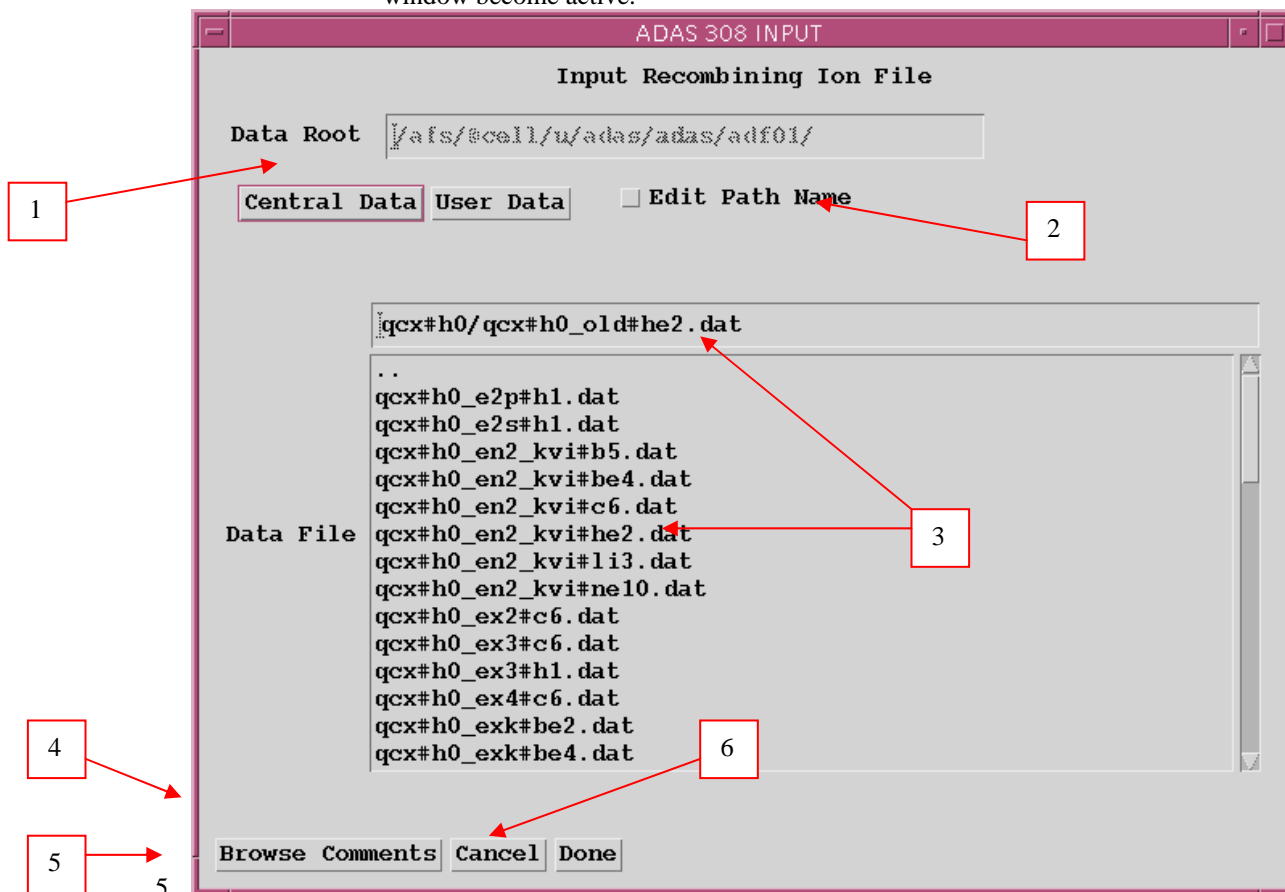 window become active.
ADAS 308 INPUT
Input Recombining Ion File
Data Root /afs/@cell/u/adas/adas/adf01/
1
Central Data User Data Edit Path Name
2
qcx#h0/qcx#h0_old#he2.dat
..
qcx#h0_e2p#h1.dat
qcx#h0_e2s#h1.dat
qcx#h0_en2_kvi#b5.dat
qcx#h0_en2_kvi#be4.dat
qcx#h0_en2_kvi#c6.dat
Data File qcx#h0_en2_kvi#he2.dat
3
qcx#h0_en2_kvi#li3.dat
qcx#h0_en2_kvi#ne10.dat
qcx#h0_ex2#c6.dat
qcx#h0_ex3#c6.dat
qcx#h0_ex3#h1.dat
qcx#h0_ex4#c6.dat
qcx#h0_exk#be2.dat
4
6
qcx#h0_exk#be4.dat
Browse Comments Cancel Done
5
5